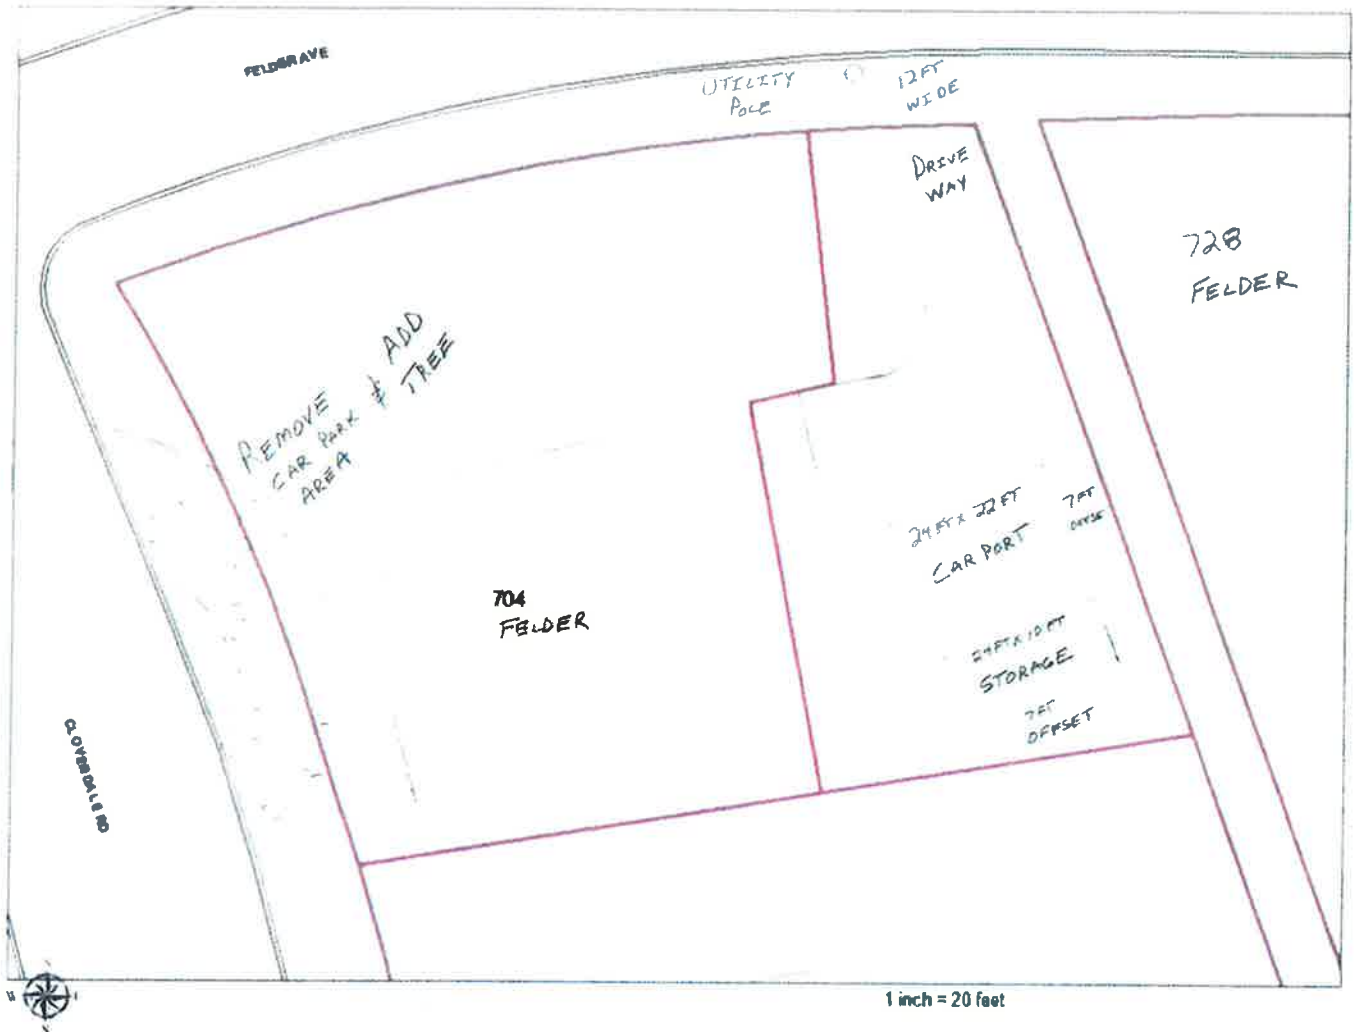 FELDER AVE
UTILITY
POLE
12FT
WIDE
DRIVE
WAY
728
FELDER
REMOVE
CAR PARK
AREA
& ADD
TREE
24FT X 22FT
CAR PORT
7FT
704
FELDER
24FT X 10FT
STORAGE
7FT
OFFSET
CLOVERDALE RD
1 inch = 20 feet